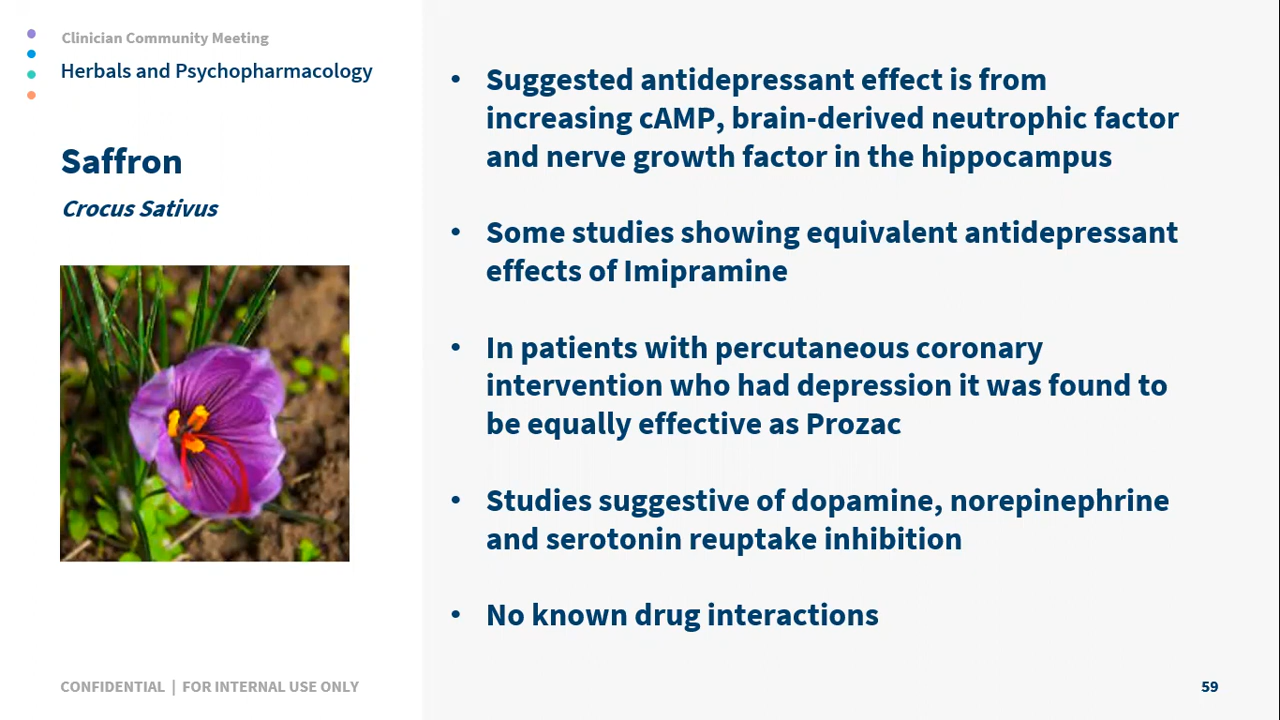 Clinician Community Meeting
Herbals and Psychopharmacology
Saffron
Crocus Sativus
• Suggested antidepressant effect is from
increasing cAMP, brain-derived neutrophic factor
and nerve growth factor in the hippocampus
• Some studies showing equivalent antidepressant
effects of Imipramine
• In patients with percutaneous coronary
intervention who had depression it was found to
be equally effective as Prozac
• Studies suggestive of dopamine, norepinephrine
and serotonin reuptake inhibition
• No known drug interactions
CONFIDENTIAL | FOR INTERNAL USE ONLY
59